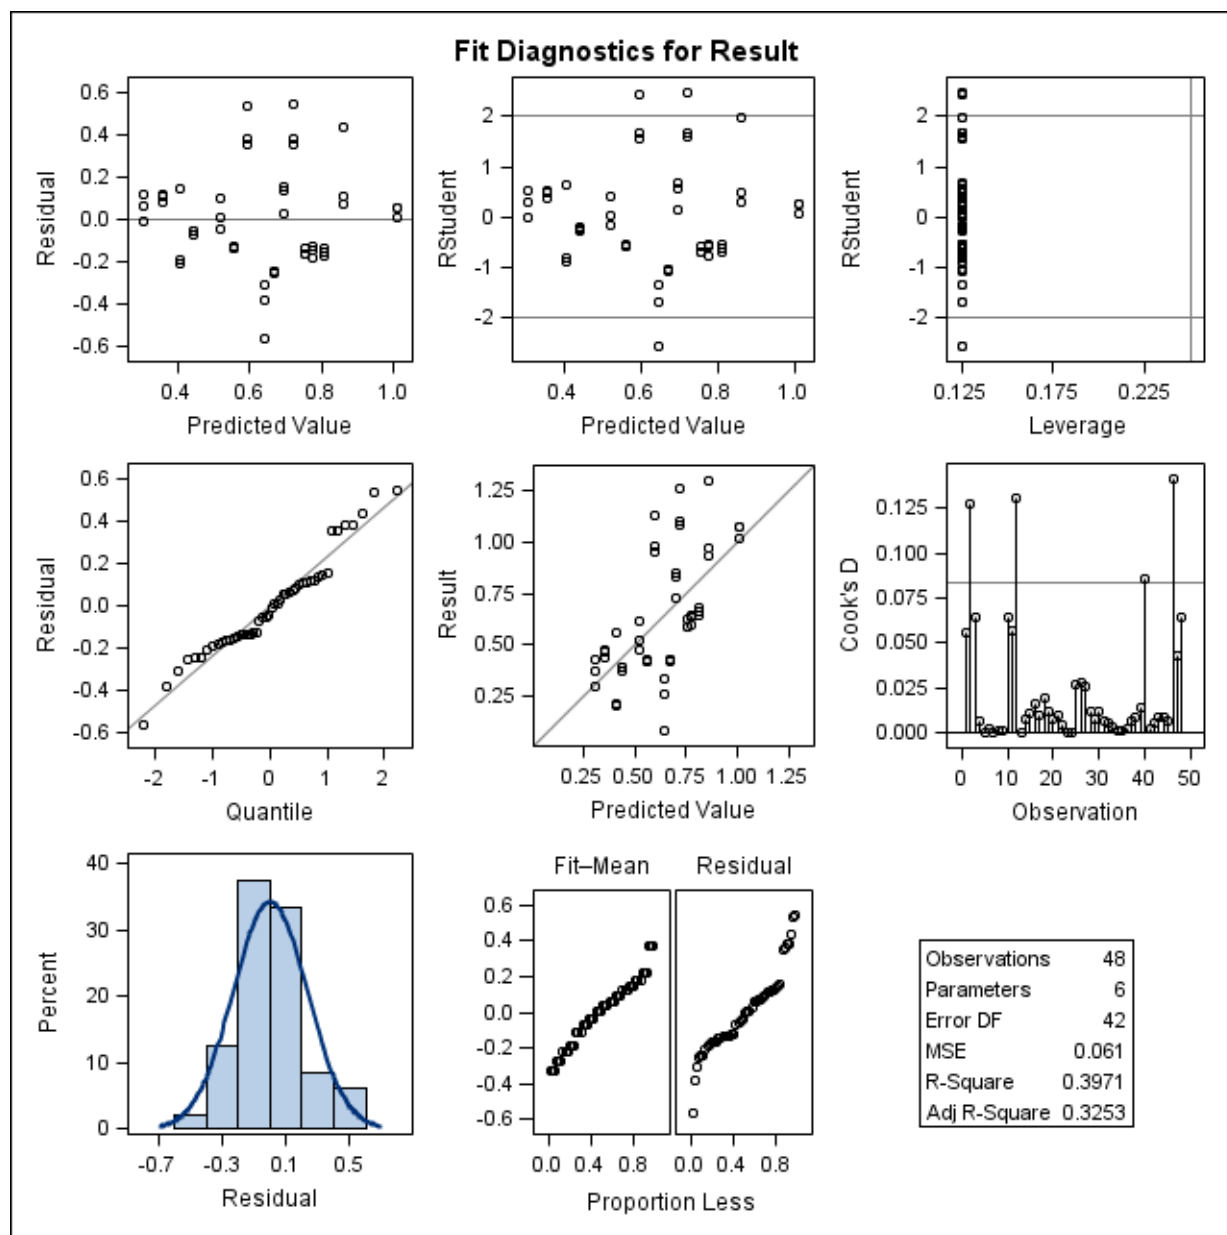 Fit Diagnostics for Result
0.6
0.4
0.2
0.0
-0.2
-0.4
-0.6
Residual
0.4 0.6 0.8 1.0
Predicted Value
2
1
0
-1
-2
RStudent
0.4 0.6 0.8 1.0
Predicted Value
2
1
0
-1
-2
RStudent
0.125 0.175 0.225
Leverage
0.6
0.4
0.2
0.0
-0.2
-0.4
-0.6
Residual
-2 -1 0 1 2
Quantile
1.25
1.00
0.75
0.50
0.25
Result
0.25 0.50 0.75 1.00 1.25
Predicted Value
0.125
0.100
0.075
0.050
0.025
0.000
Cook's D
0 10 20 30 40 50
Observation
40
30
20
10
0
Percent
-0.7 -0.3 0.1 0.5
Residual
Fit–Mean Residual
0.6
0.4
0.2
0.0
-0.2
-0.4
-0.6
0.0 0.4 0.8 0.0 0.4 0.8
Proportion Less
Observations 48
Parameters 6
Error DF 42
MSE 0.061
R-Square 0.3971
Adj R-Square 0.3253